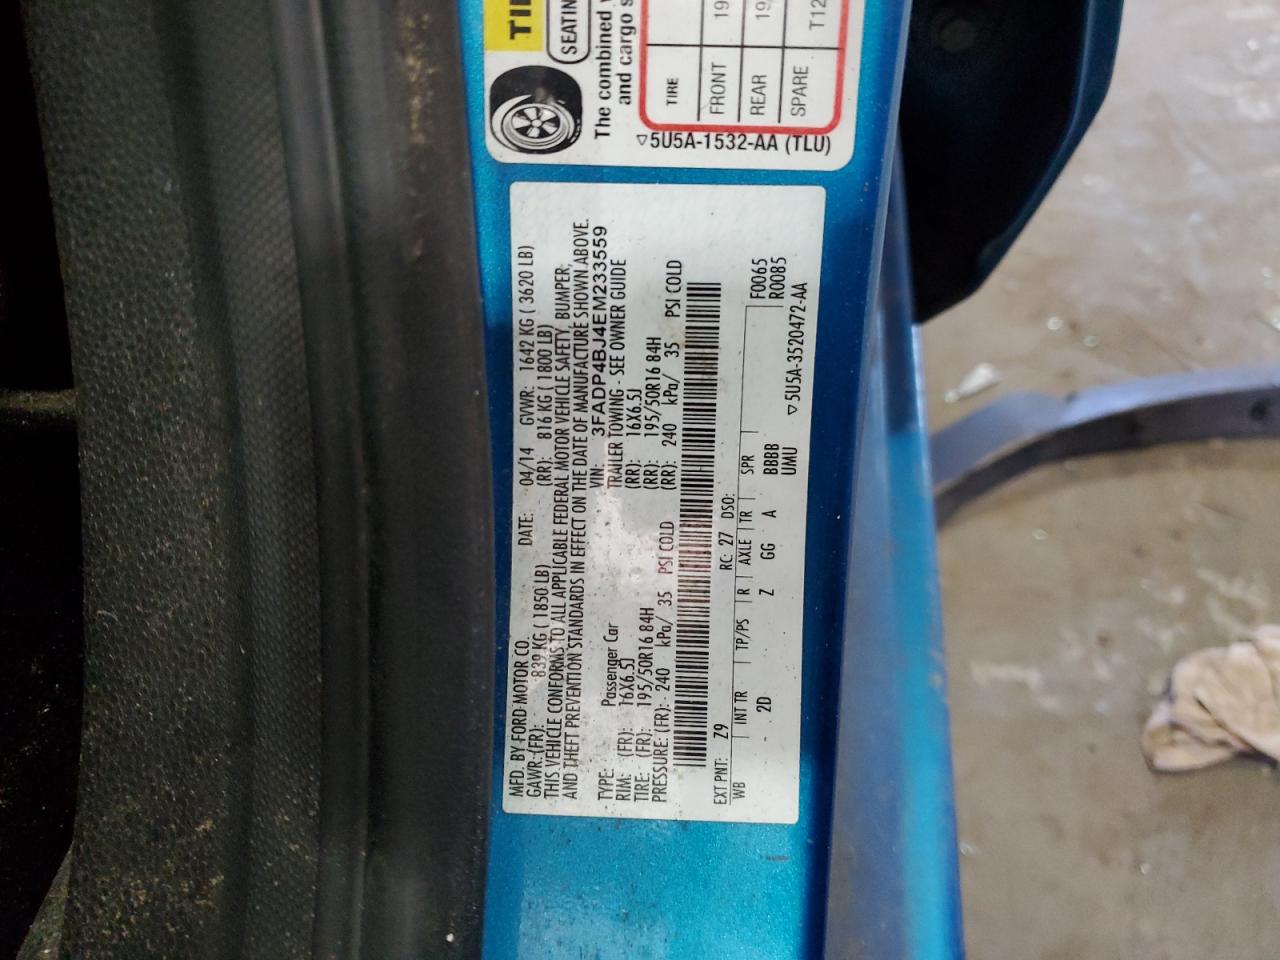 TIRE
FRONT 19
REAR 19
SPARE T12
SEATIN
The combined
and cargo s
5U5A-1532-AA (TLU)
MFD. BY FORD MOTOR CO. DATE: 04/14 GVWR: 1642 KG ( 3620 LB)
GAWR:(FR): 839 KG ( 1850 LB) (RR): 816 KG ( 1800 LB)
THIS VEHICLE CONFORMS TO ALL APPLICABLE FEDERAL MOTOR VEHICLE SAFETY, BUMPER,
AND THEFT PREVENTION STANDARDS IN EFFECT ON THE DATE OF MANUFACTURE SHOWN ABOVE.
VIN: 3FADP4BJ4EM233559
TYPE: Passenger Car TRAILER TOWING - SEE OWNER GUIDE
RIM: (FR): 16X6.5J (RR): 16X6.5J
TIRE: (FR): 195/50R16 84H (RR): 195/50R16 84H
PRESSURE: (FR): 240 kPa/ 35 PSI COLD (RR): 240 kPa/ 35 PSI COLD
EXT PNT: Z9 RC: 27 DSO: F0065
WB INT TR TP/PS R AXLE TR SPR R0085
2D Z GG A BBBB
UMU
5U5A-3520472-AA